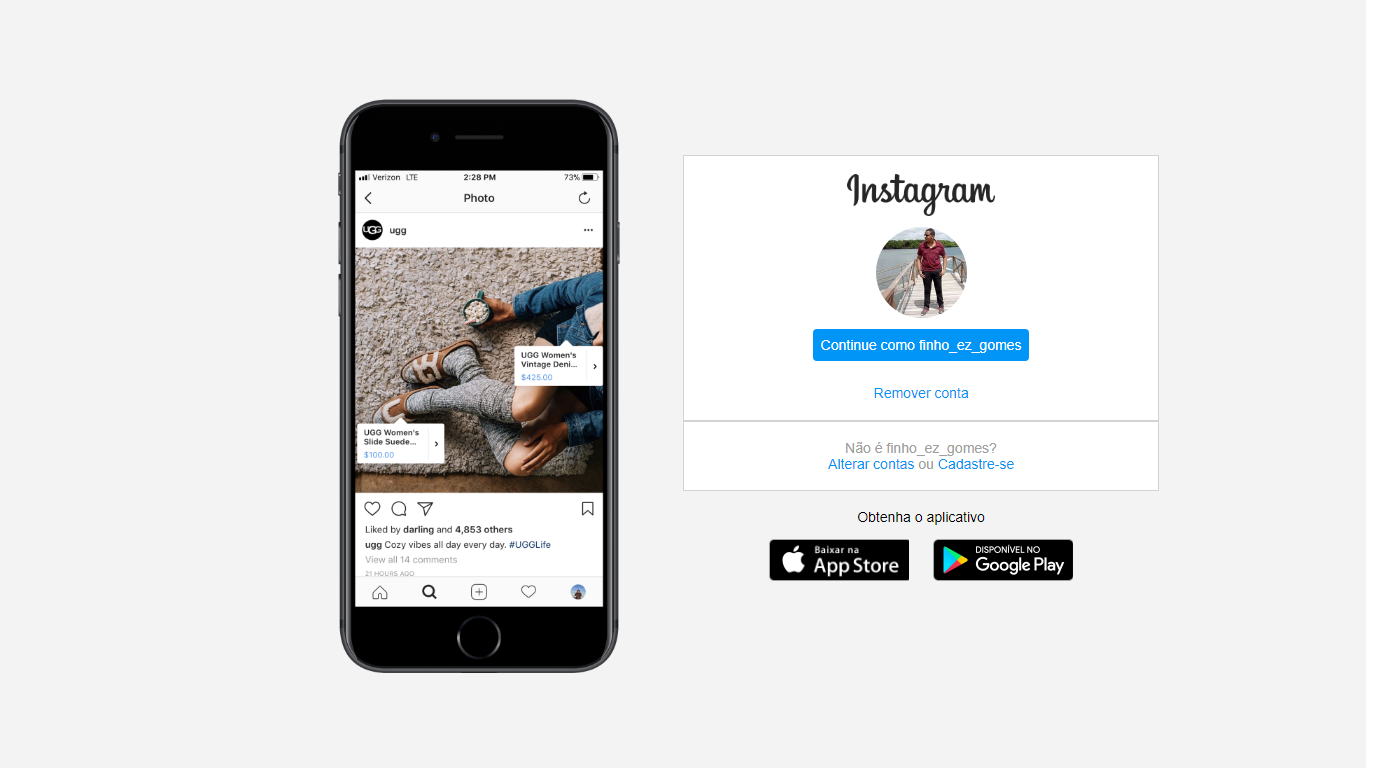 Verizon LTE 2:28 PM 73%
Photo
UGG ugg
UGG Women's
Vintage Deni...
$425.00
UGG Women's
Slide Suede...
$100.00
Liked by darling and 4,853 others
ugg Cozy vibes all day every day. #UGGLife
View all 14 comments
21 HOURS AGO
Instagram
Continue como finho_ez_gomes
Remover conta
Não é finho_ez_gomes?
Alterar contas ou Cadastre-se
Obtenha o aplicativo
Baixar na
App Store
DISPONÍVEL NO
Google Play